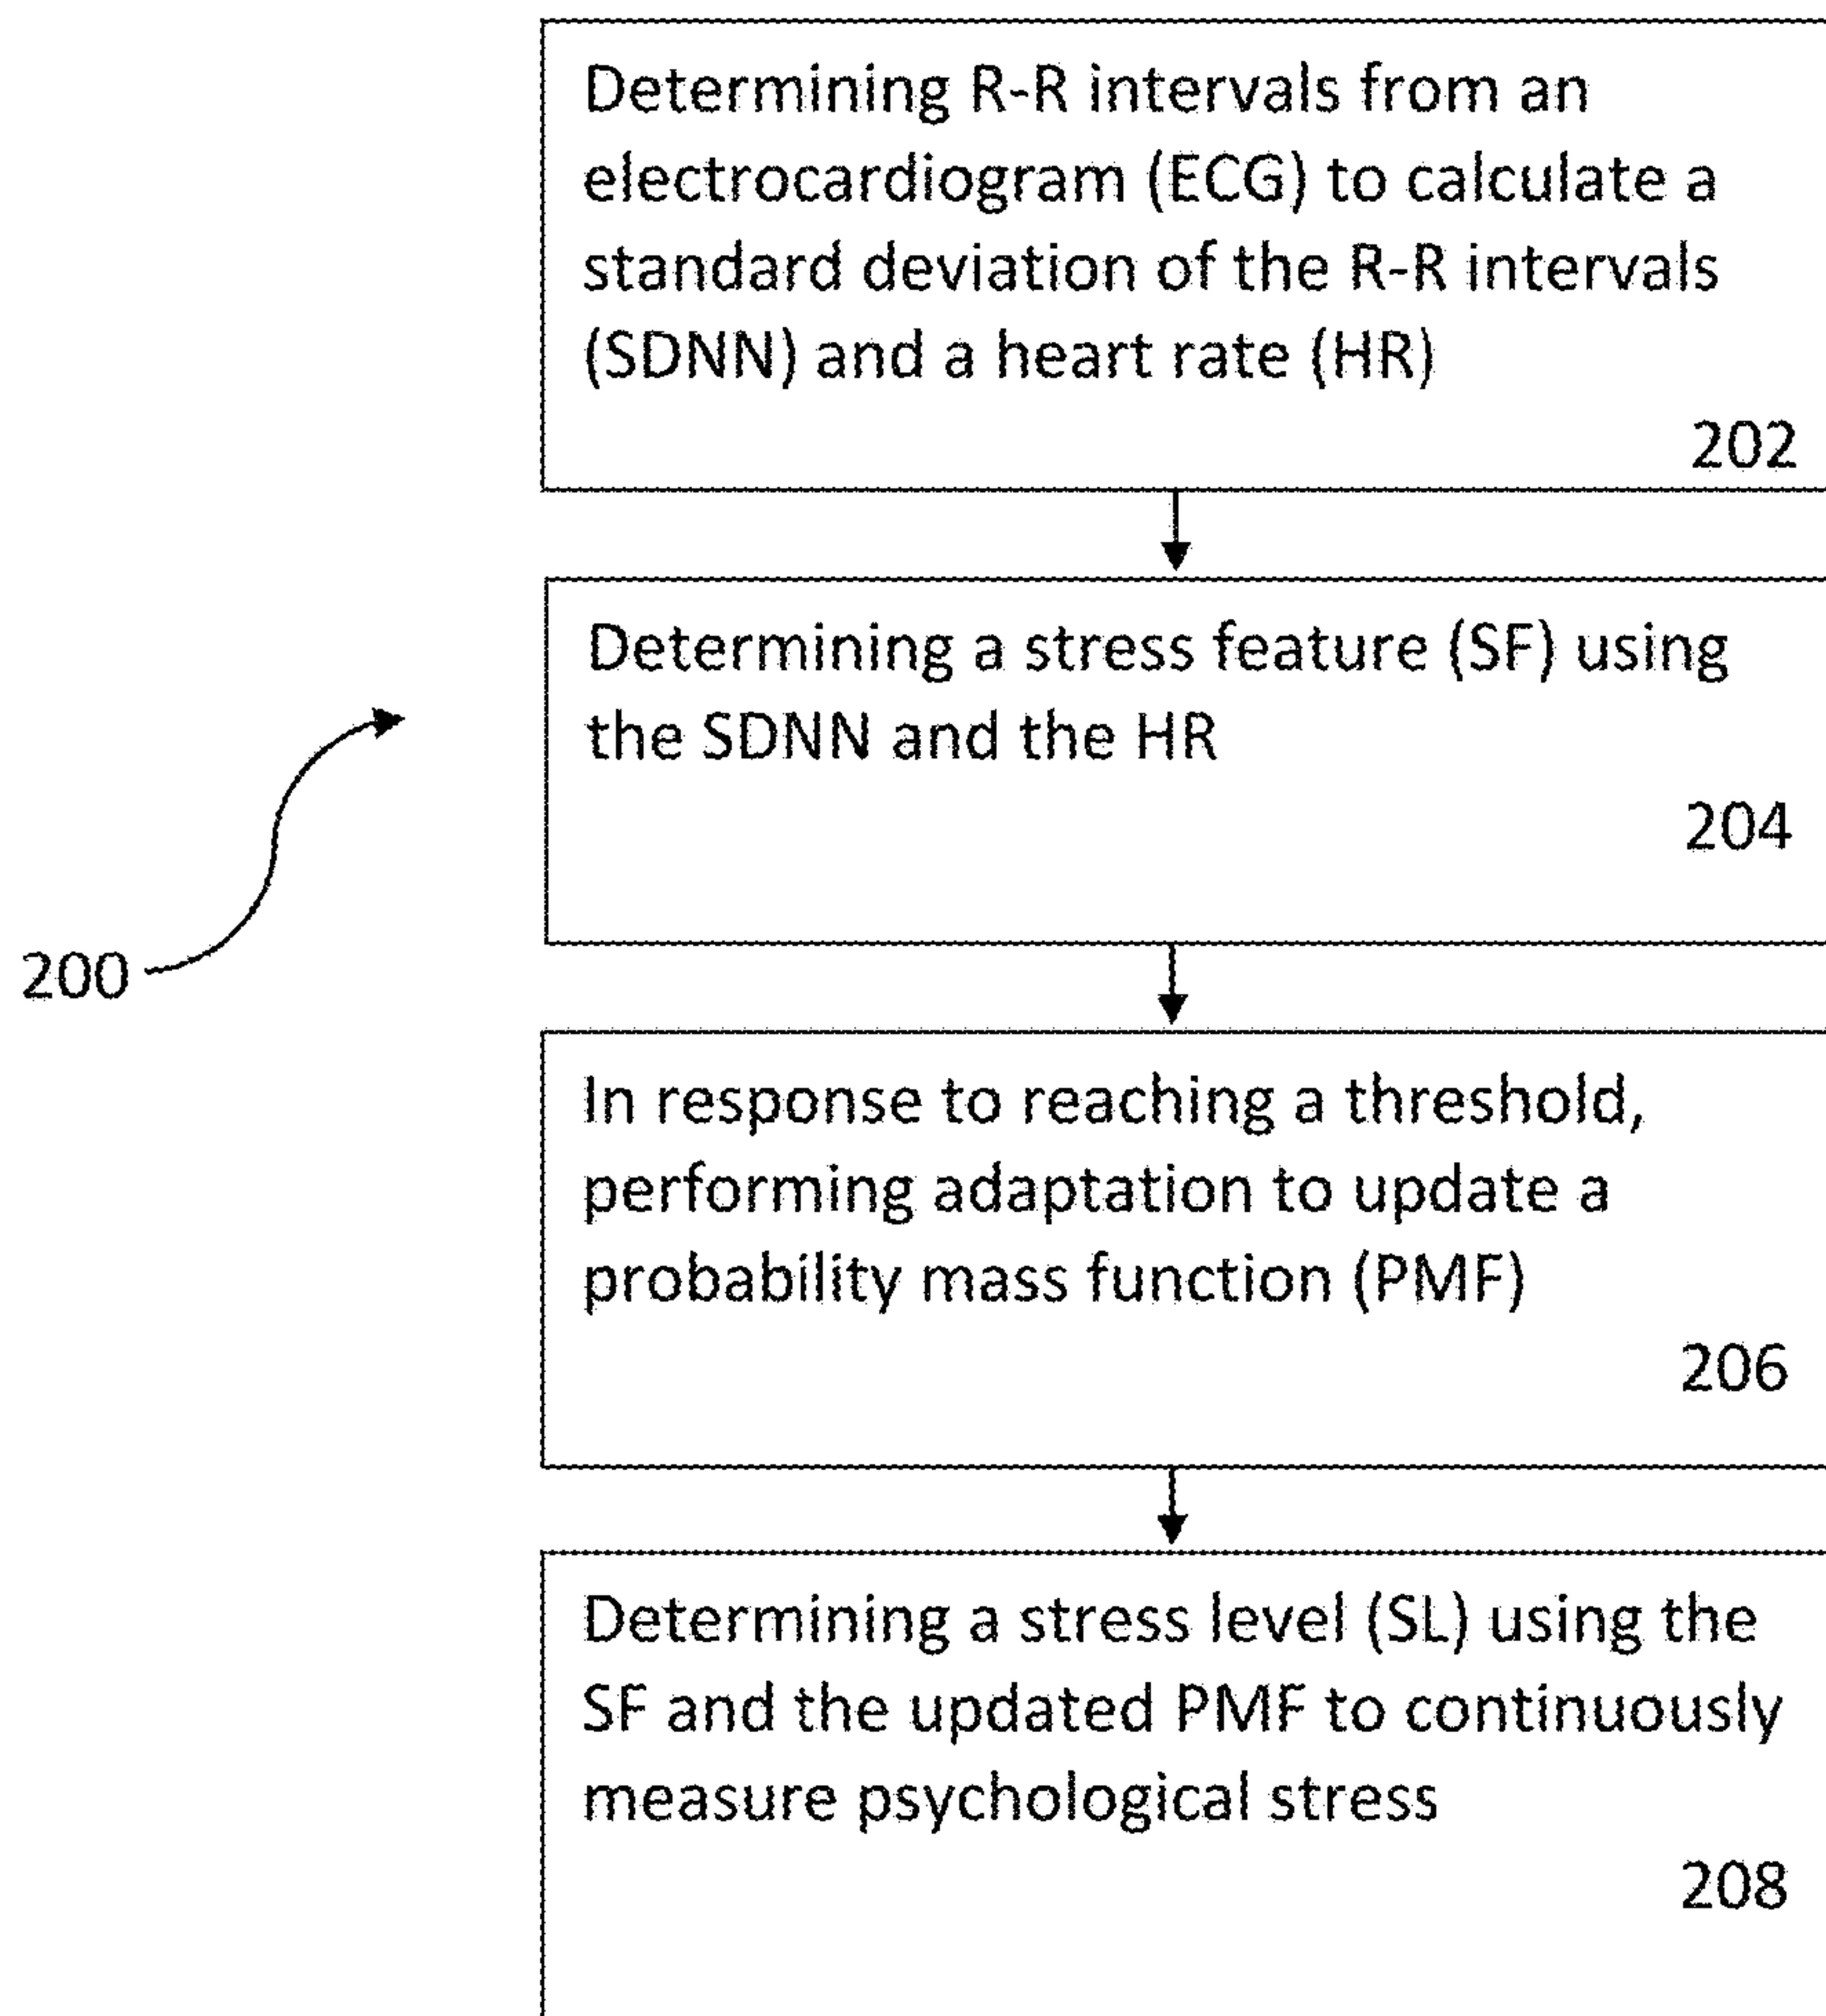 Determining R-R intervals from an
electrocardiogram (ECG) to calculate a
standard deviation of the R-R intervals
(SDNN) and a heart rate (HR)
202
Determining a stress feature (SF) using
the SDNN and the HR
204
200
In response to reaching a threshold,
performing adaptation to update a
probability mass function (PMF)
206
Determining a stress level (SL) using the
SF and the updated PMF to continuously
measure psychological stress
208